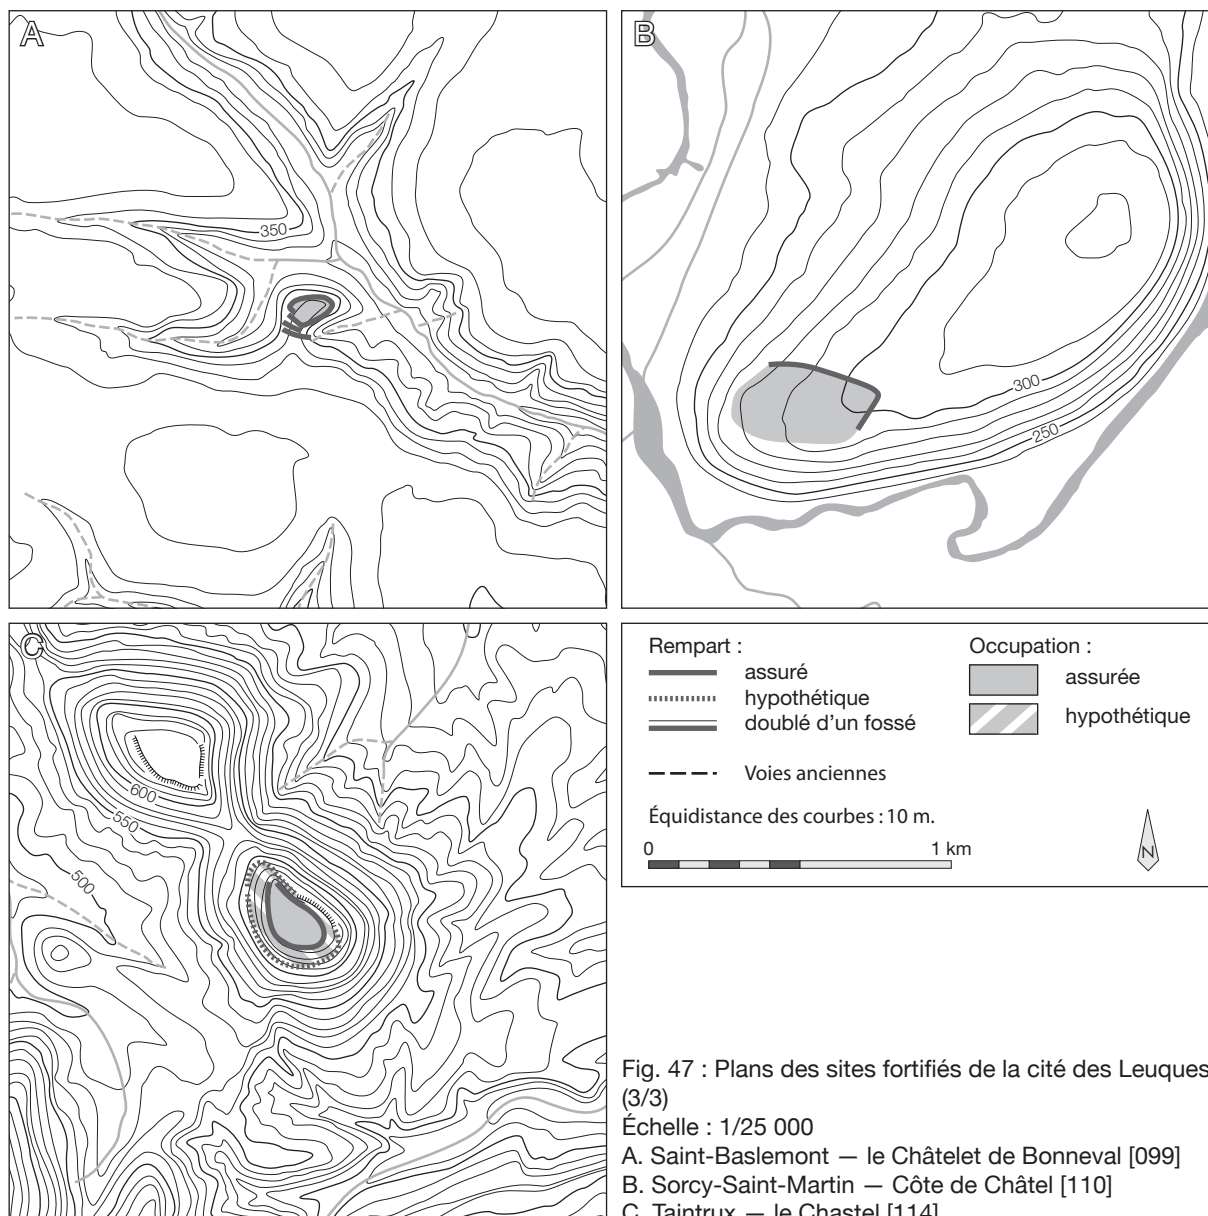 A
350
B
300
250
C
600
550
500
Rempart :
assuré
hypothétique
doublé d'un fossé
Occupation :
assurée
hypothétique
Voies anciennes
Équidistance des courbes : 10 m.
0 1 km
N
Fig. 47 : Plans des sites fortifiés de la cité des Leuques
(3/3)
Échelle : 1/25 000
A. Saint-Baslemont — le Châtelet de Bonneval [099]
B. Sorcy-Saint-Martin — Côte de Châtel [110]
C. Taintrux — le Chastel [114]